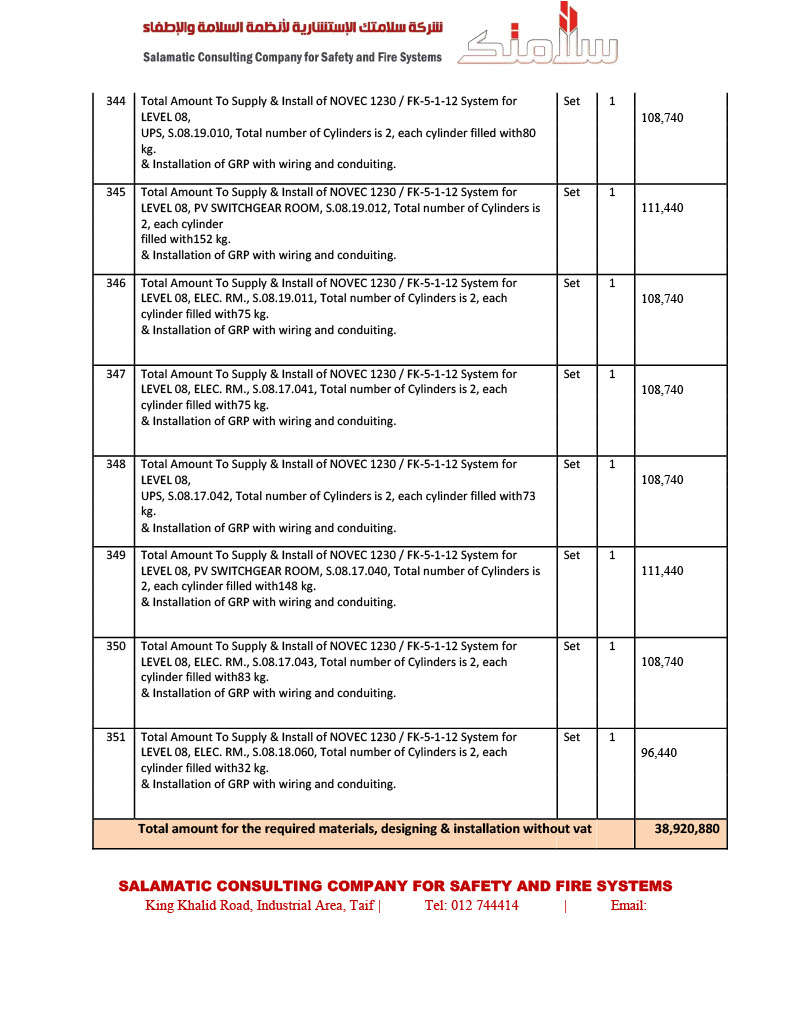 شركة سلامتك الإستشارية لأنظمة السلامة والإطفاء
Salamatic Consulting Company for Safety and Fire Systems
سلامتك
344 Total Amount To Supply & Install of NOVEC 1230 / FK-5-1-12 System for Set 1
LEVEL 08, 108,740
UPS, S.08.19.010, Total number of Cylinders is 2, each cylinder filled with80
kg.
& Installation of GRP with wiring and conduiting.
345 Total Amount To Supply & Install of NOVEC 1230 / FK-5-1-12 System for Set 1
LEVEL 08, PV SWITCHGEAR ROOM, S.08.19.012, Total number of Cylinders is 111,440
2, each cylinder
filled with152 kg.
& Installation of GRP with wiring and conduiting.
346 Total Amount To Supply & Install of NOVEC 1230 / FK-5-1-12 System for Set 1
LEVEL 08, ELEC. RM., S.08.19.011, Total number of Cylinders is 2, each 108,740
cylinder filled with75 kg.
& Installation of GRP with wiring and conduiting.
347 Total Amount To Supply & Install of NOVEC 1230 / FK-5-1-12 System for Set 1
LEVEL 08, ELEC. RM., S.08.17.041, Total number of Cylinders is 2, each 108,740
cylinder filled with75 kg.
& Installation of GRP with wiring and conduiting.
348 Total Amount To Supply & Install of NOVEC 1230 / FK-5-1-12 System for Set 1
LEVEL 08, 108,740
UPS, S.08.17.042, Total number of Cylinders is 2, each cylinder filled with73
kg.
& Installation of GRP with wiring and conduiting.
349 Total Amount To Supply & Install of NOVEC 1230 / FK-5-1-12 System for Set 1
LEVEL 08, PV SWITCHGEAR ROOM, S.08.17.040, Total number of Cylinders is 111,440
2, each cylinder filled with148 kg.
& Installation of GRP with wiring and conduiting.
350 Total Amount To Supply & Install of NOVEC 1230 / FK-5-1-12 System for Set 1
LEVEL 08, ELEC. RM., S.08.17.043, Total number of Cylinders is 2, each 108,740
cylinder filled with83 kg.
& Installation of GRP with wiring and conduiting.
351 Total Amount To Supply & Install of NOVEC 1230 / FK-5-1-12 System for Set 1
LEVEL 08, ELEC. RM., S.08.18.060, Total number of Cylinders is 2, each 96,440
cylinder filled with32 kg.
& Installation of GRP with wiring and conduiting.
Total amount for the required materials, designing & installation without vat 38,920,880
SALAMATIC CONSULTING COMPANY FOR SAFETY AND FIRE SYSTEMS
King Khalid Road, Industrial Area, Taif | Tel: 012 744414 | Email: